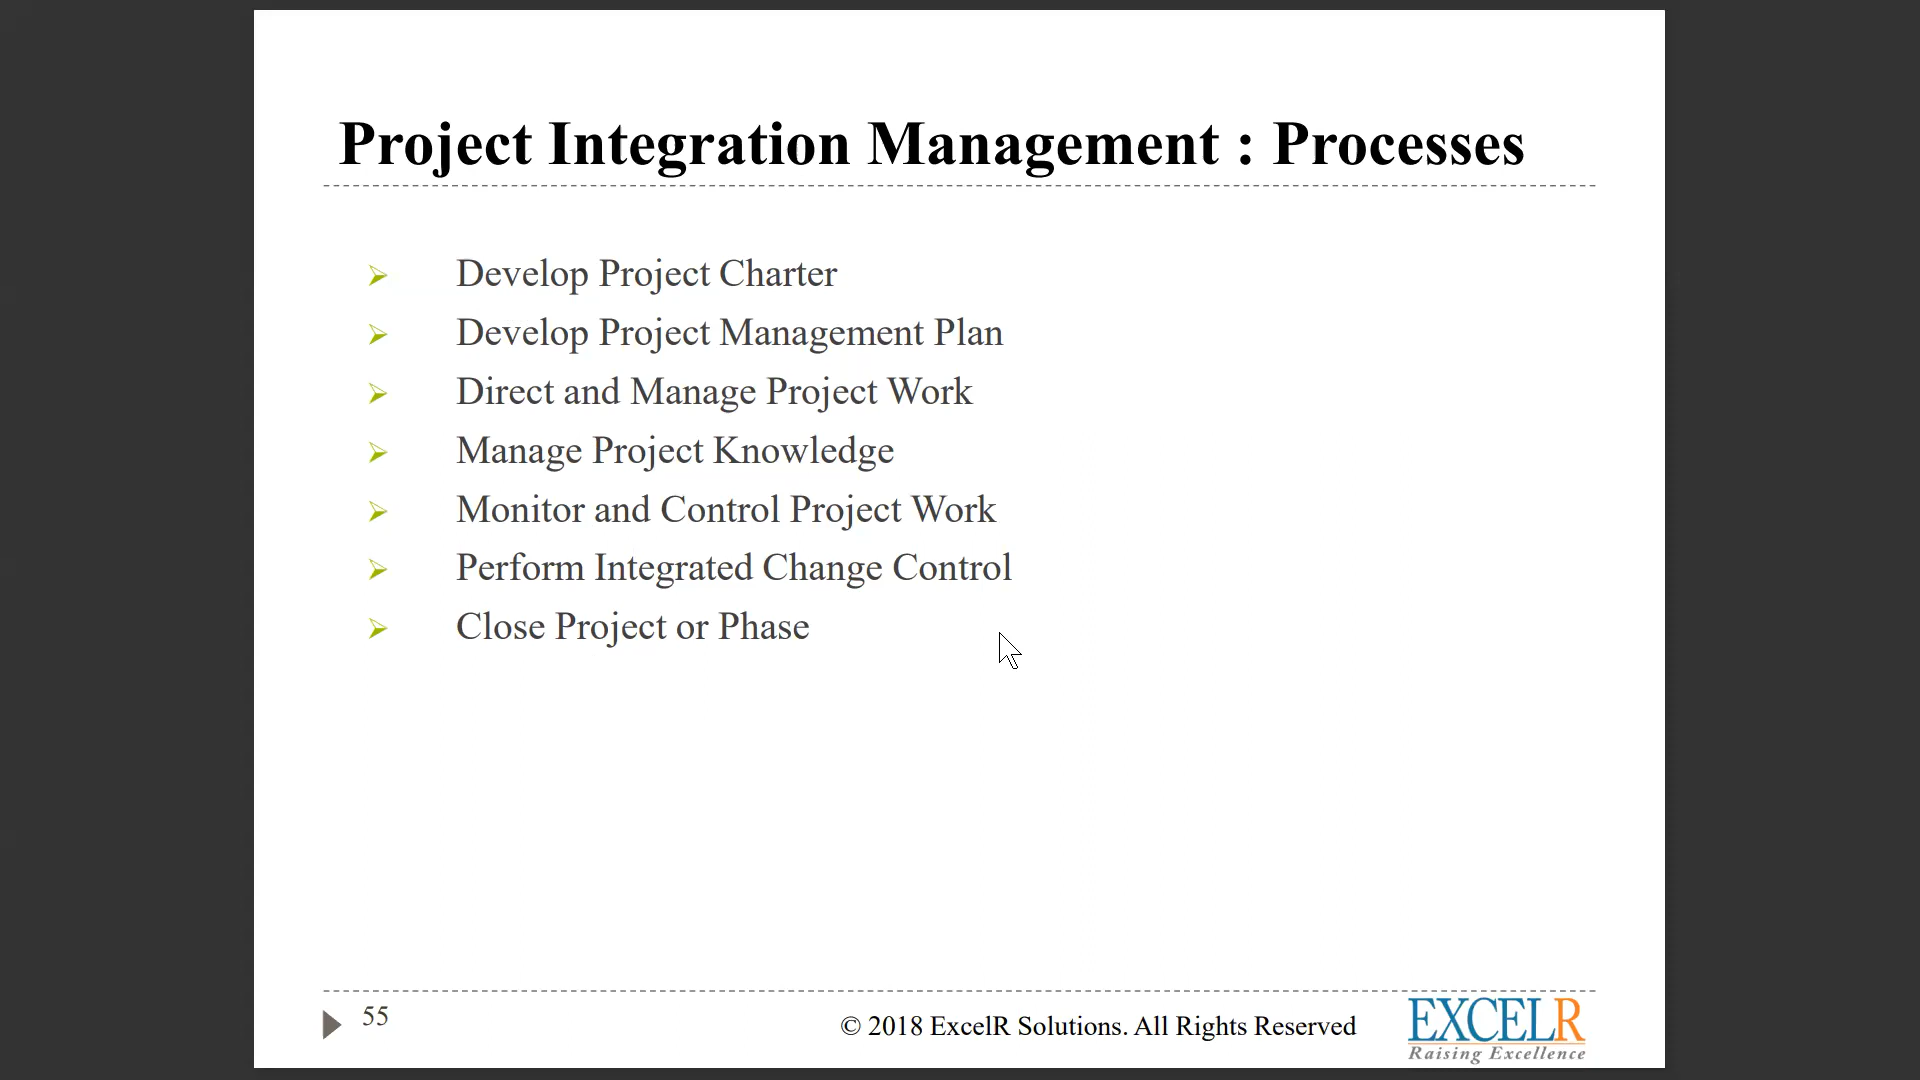 Project Integration Management : Processes
Develop Project Charter
Develop Project Management Plan
Direct and Manage Project Work
Manage Project Knowledge
Monitor and Control Project Work
Perform Integrated Change Control
Close Project or Phase
55
© 2018 ExcelR Solutions. All Rights Reserved
EXCELR
Raising Excellence